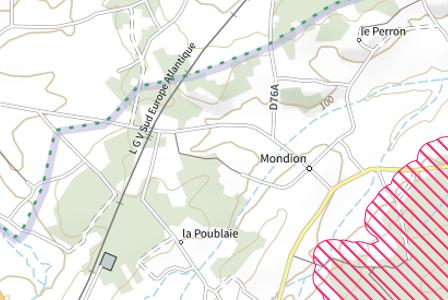 le Perron
L G V Sud Europe Atlantique
D76A
100
Mondion
la Poublaie